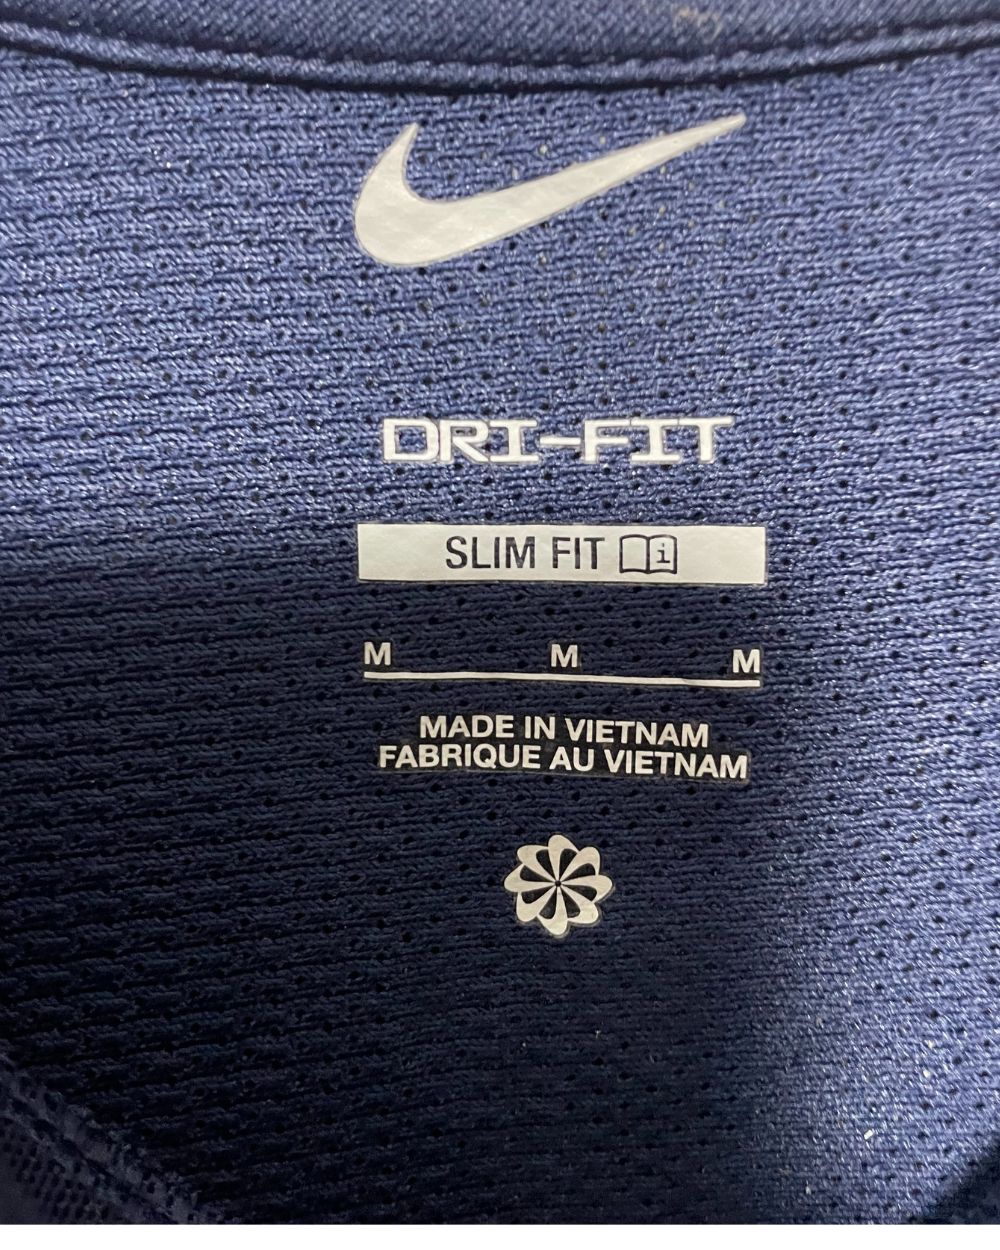 DRI-FIT
SLIM FIT i
M M M
MADE IN VIETNAM
FABRIQUE AU VIETNAM